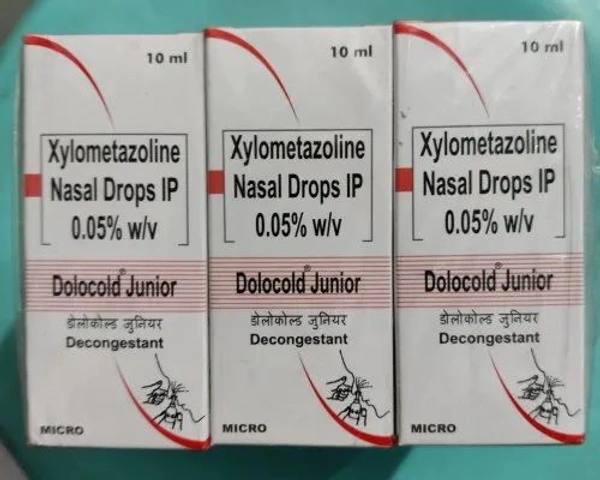 10 ml
Xylometazoline
Nasal Drops IP
0.05% w/v
Dolocold® Junior
डोलोकोल्ड जुनियर
Decongestant
MICRO
10 ml
Xylometazoline
Nasal Drops IP
0.05% w/v
Dolocold® Junior
डोलोकोल्ड जुनियर
Decongestant
MICRO
10 ml
Xylometazoline
Nasal Drops IP
0.05% w/v
Dolocold® Junior
डोलोकोल्ड जुनियर
Decongestant
MICRO